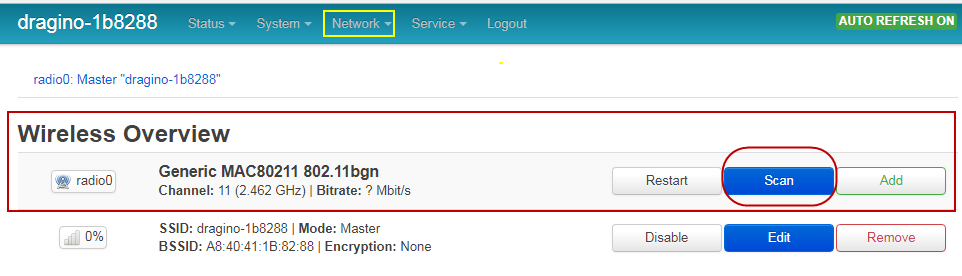 dragino-1b8288 Status System Network Service Logout AUTO REFRESH ON
radio0: Master "dragino-1b8288"
Wireless Overview
radio0 Generic MAC80211 802.11bgn Restart Scan Add
Channel: 11 (2.462 GHz) | Bitrate: ? Mbit/s
0% SSID: dragino-1b8288 | Mode: Master Disable Edit Remove
BSSID: A8:40:41:1B:82:88 | Encryption: None